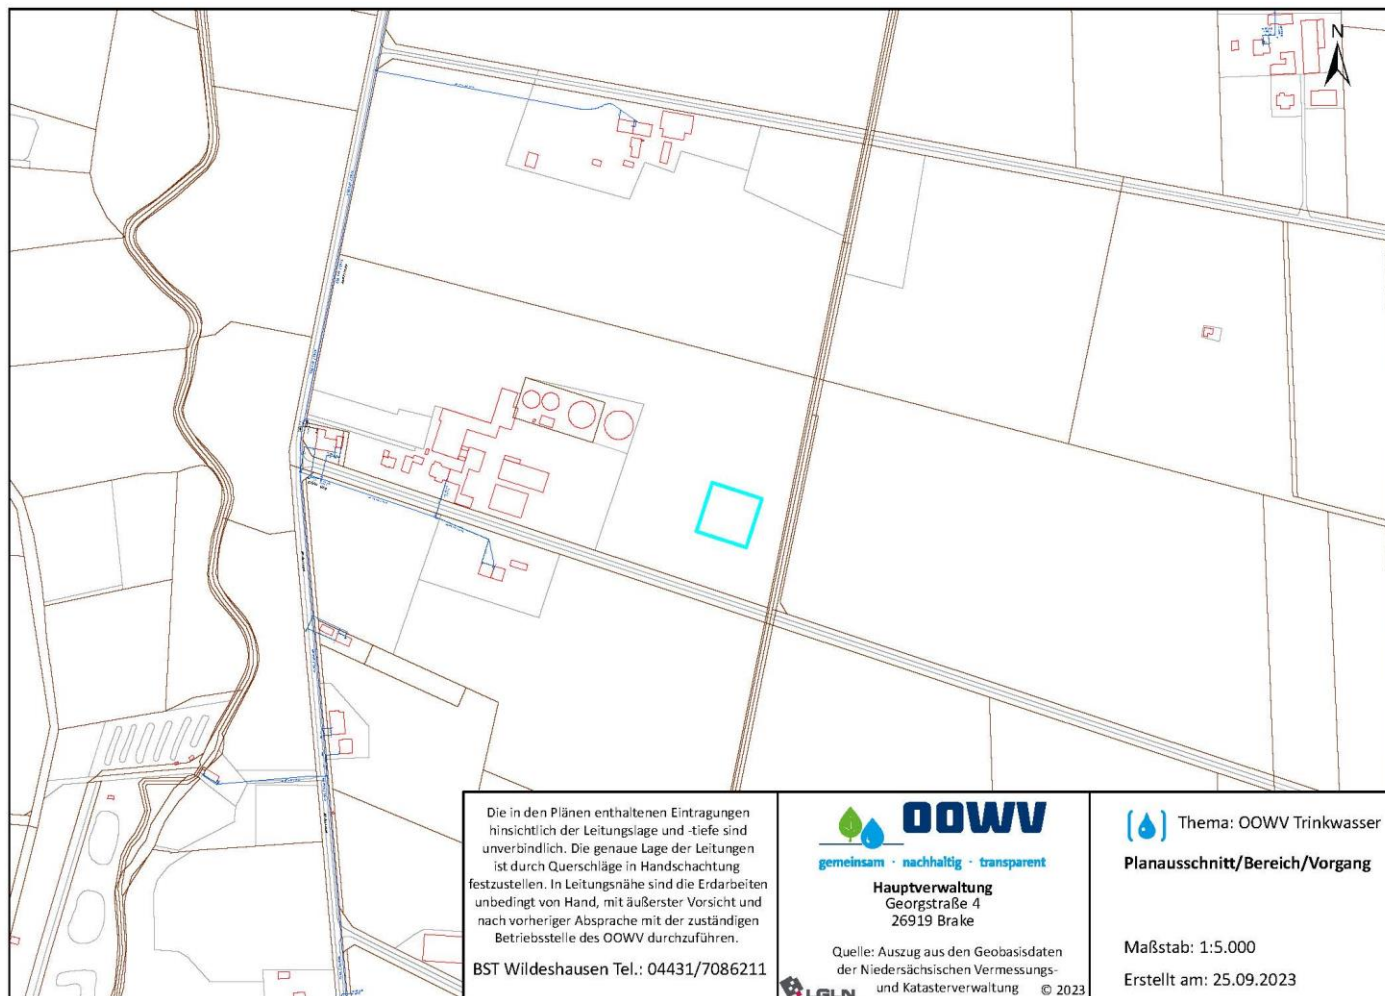 N
Die in den Plänen enthaltenen Eintragungen
hinsichtlich der Leitungslage und -tiefe sind
unverbindlich. Die genaue Lage der Leitungen
ist durch Querschläge in Handschachtung
festzustellen. In Leitungsnähe sind die Erdarbeiten
unbedingt von Hand, mit äußerster Vorsicht und
nach vorheriger Absprache mit der zuständigen
Betriebsstelle des OOWV durchzuführen.
BST Wildeshausen Tel.: 04431/7086211
OOWV
gemeinsam · nachhaltig · transparent
Hauptverwaltung
Georgstraße 4
26919 Brake
Quelle: Auszug aus den Geobasisdaten
der Niedersächsischen Vermessungs-
und Katasterverwaltung © 2023
LGLN
Thema: OOWV Trinkwasser
Planausschnitt/Bereich/Vorgang
Maßstab: 1:5.000
Erstellt am: 25.09.2023